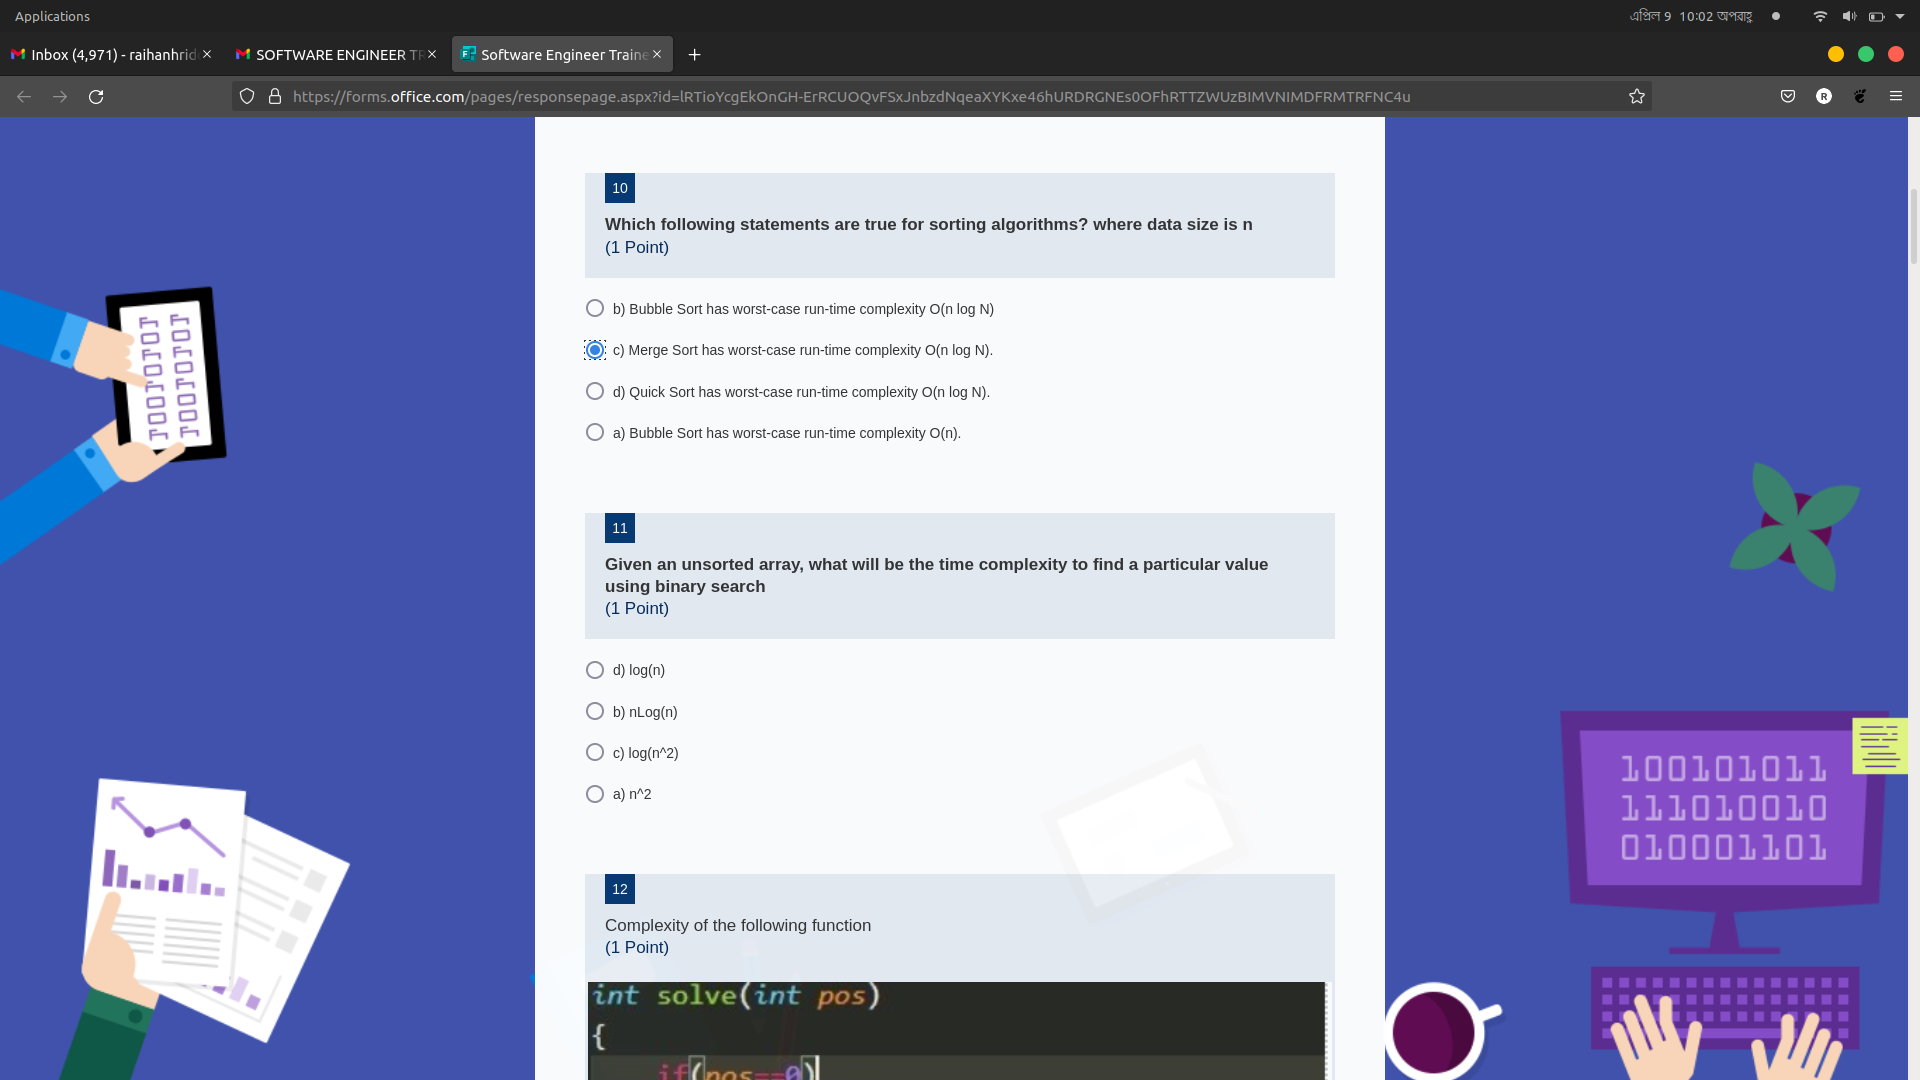 Applications
এপ্রিল 9 10:02 অপরাহ্ণ
Inbox (4,971) - raihanhrid
SOFTWARE ENGINEER TR
Software Engineer Traine
https://forms.office.com/pages/responsepage.aspx?id=lRTioYcgEkOnGH-ErRCUOQvFSxJnbzdNqeaXYKxe46hURDRGNEs0OFhRTTZWUzBIMVNIMDFRMTRFNC4u
R
10
Which following statements are true for sorting algorithms? where data size is n
(1 Point)
b) Bubble Sort has worst-case run-time complexity O(n log N)
c) Merge Sort has worst-case run-time complexity O(n log N).
d) Quick Sort has worst-case run-time complexity O(n log N).
a) Bubble Sort has worst-case run-time complexity O(n).
11
Given an unsorted array, what will be the time complexity to find a particular value
using binary search
(1 Point)
d) log(n)
b) nLog(n)
c) log(n^2)
a) n^2
12
Complexity of the following function
(1 Point)
int solve(int pos)
{
if(pos==0)
100101011
111010010
010001101